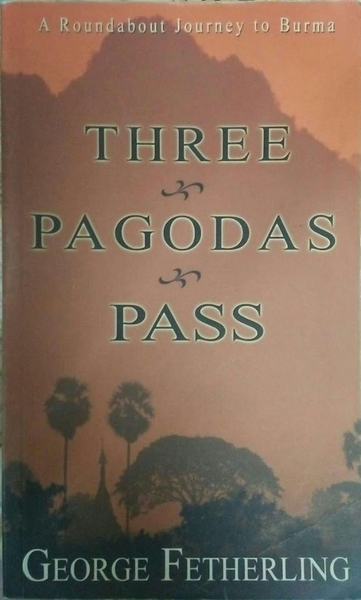 A Roundabout Journey to Burma
THREE
PAGODAS
PASS
GEORGE FETHERLING